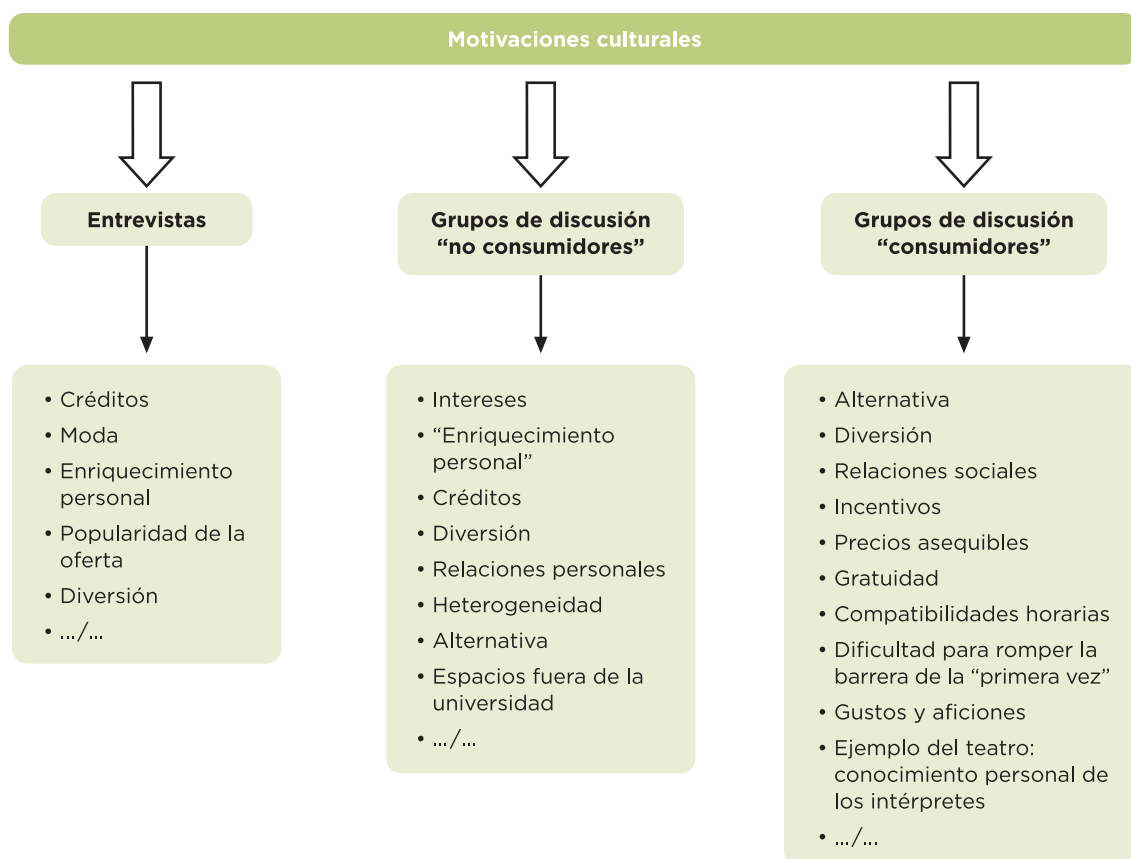 Motivaciones culturales
Entrevistas
• Créditos
• Moda
• Enriquecimiento
personal
• Popularidad de la
oferta
• Diversión
• .../...
Grupos de discusión
“no consumidores”
• Intereses
• “Enriquecimiento
personal”
• Créditos
• Diversión
• Relaciones personales
• Heterogeneidad
• Alternativa
• Espacios fuera de la
universidad
• .../...
Grupos de discusión
“consumidores”
• Alternativa
• Diversión
• Relaciones sociales
• Incentivos
• Precios asequibles
• Gratuidad
• Compatibilidades horarias
• Dificultad para romper la
barrera de la “primera vez”
• Gustos y aficiones
• Ejemplo del teatro:
conocimiento personal de
los intérpretes
• .../...